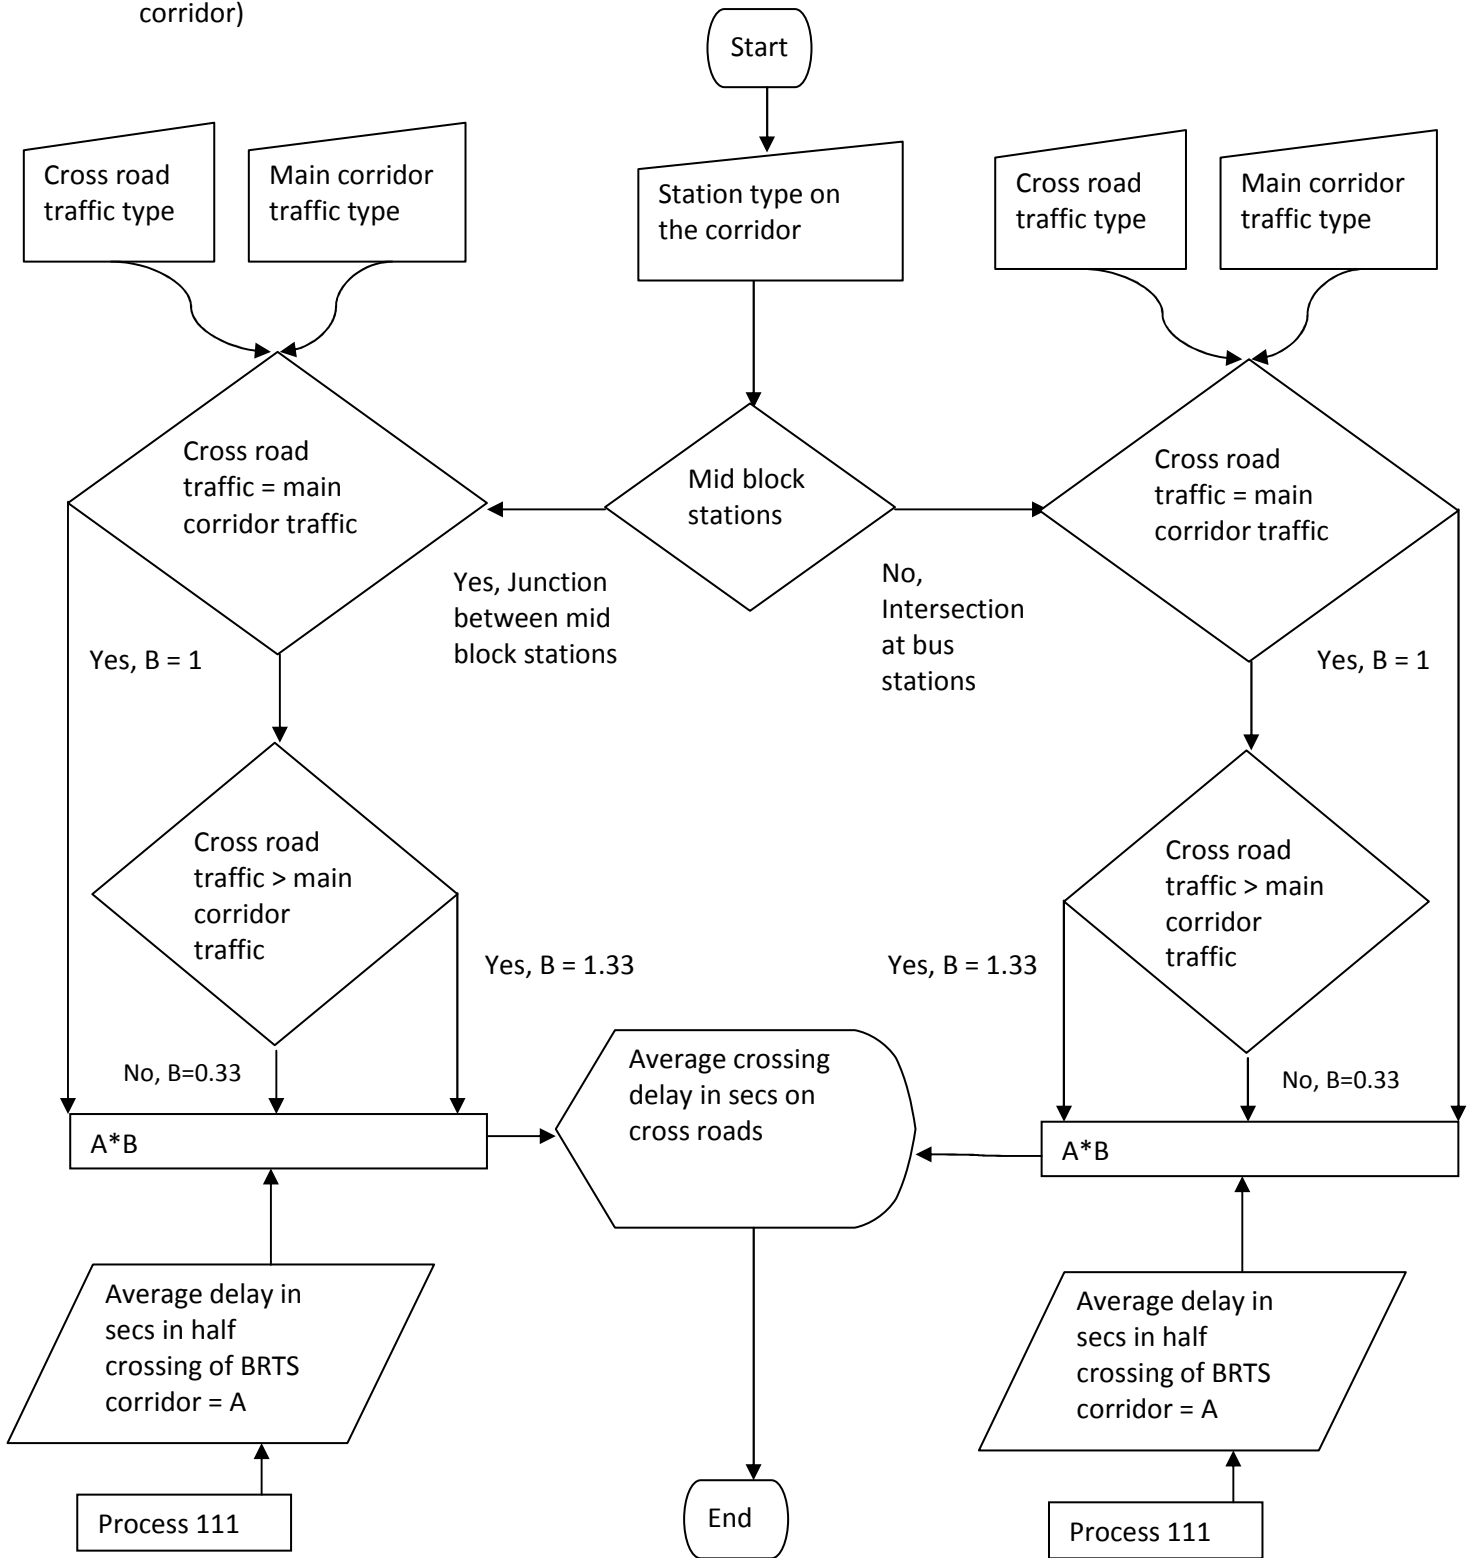 corridor)
Start
Cross road
traffic type
Main corridor
traffic type
Station type on
the corridor
Cross road
traffic type
Main corridor
traffic type
Cross road
traffic = main
corridor traffic
Mid block
stations
Cross road
traffic = main
corridor traffic
Yes, Junction
between mid
block stations
No,
Intersection
at bus
stations
Yes, B = 1
Yes, B = 1
Cross road
traffic > main
corridor
traffic
Cross road
traffic > main
corridor
traffic
Yes, B = 1.33
Yes, B = 1.33
No, B=0.33
Average crossing
delay in secs on
cross roads
No, B=0.33
A*B
A*B
Average delay in
secs in half
crossing of BRTS
corridor = A
Average delay in
secs in half
crossing of BRTS
corridor = A
Process 111
End
Process 111